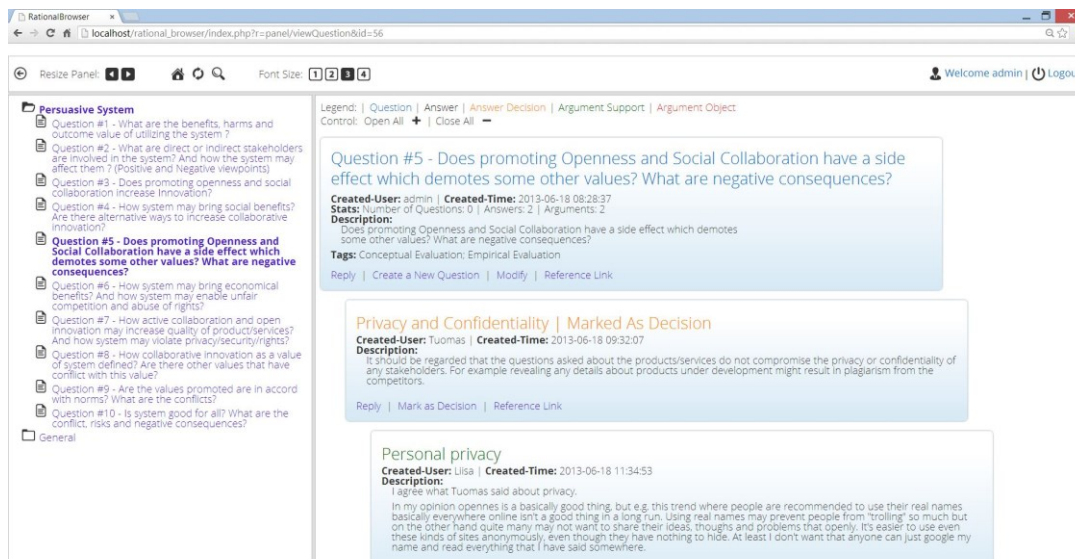 RationalBrowser
localhost/rational_browser/index.php?r=panel/viewQuestion&id=56
Resize Panel: Font Size: 1 2 3 4 Welcome admin | Logou
Persuasive System
Question #1 - What are the benefits, harms and
outcome value of utilizing the system ?
Question #2 - What are direct or indirect stakeholders
are involved in the system? And how the system may
affect them ? (Positive and Negative viewpoints)
Question #3 - Does promoting openness and social
collaboration increase Innovation?
Question #4 - How system may bring social benefits?
Are there alternative ways to increase collaborative
innovation?
Question #5 - Does promoting Openness and
Social Collaboration have a side effect which
demotes some other values? What are negative
consequences?
Question #6 - How system may bring economical
benefits? And how system may enable unfair
competition and abuse of rights?
Question #7 - How active collaboration and open
innovation may increase quality of product/services?
And how system may violate privacy/security/rights?
Question #8 - How collaborative innovation as a value
of system defined? Are there other values that have
conflict with this value?
Question #9 - Are the values promoted are in accord
with norms? What are the conflicts?
Question #10 - Is system good for all? What are the
conflict, risks and negative consequences?
General
Legend: | Question | Answer | Answer Decision | Argument Support | Argument Object
Control: Open All + | Close All −
Question #5 - Does promoting Openness and Social Collaboration have a side
effect which demotes some other values? What are negative consequences?
Created-User: admin | Created-Time: 2013-06-18 08:28:37
Stats: Number of Questions: 0 | Answers: 2 | Arguments: 2
Description:
Does promoting Openness and Social Collaboration have a side effect which demotes
some other values? What are negative consequences?
Tags: Conceptual Evaluation; Empirical Evaluation
Reply | Create a New Question | Modify | Reference Link
Privacy and Confidentiality | Marked As Decision
Created-User: Tuomas | Created-Time: 2013-06-18 09:32:07
Description:
It should be regarded that the questions asked about the products/services do not compromise the privacy or confidentiality of
any stakeholders. For example revealing any details about products under development might result in plagiarism from the
competitors.
Reply | Mark as Decision | Reference Link
Personal privacy
Created-User: Liisa | Created-Time: 2013-06-18 11:34:53
Description:
I agree what Tuomas said about privacy.
In my opinion opennes is a basically good thing, but e.g. this trend where people are recommended to use their real names
basically everywhere online isn't a good thing in a long run. Using real names may prevent people from "trolling" so much but
on the other hand quite many may not want to share their ideas, thoughs and problems that openly. It's easier to use even
these kinds of sites anonymously, even though they have nothing to hide. At least I don't want that anyone can just google my
name and read everything that I have said somewhere.